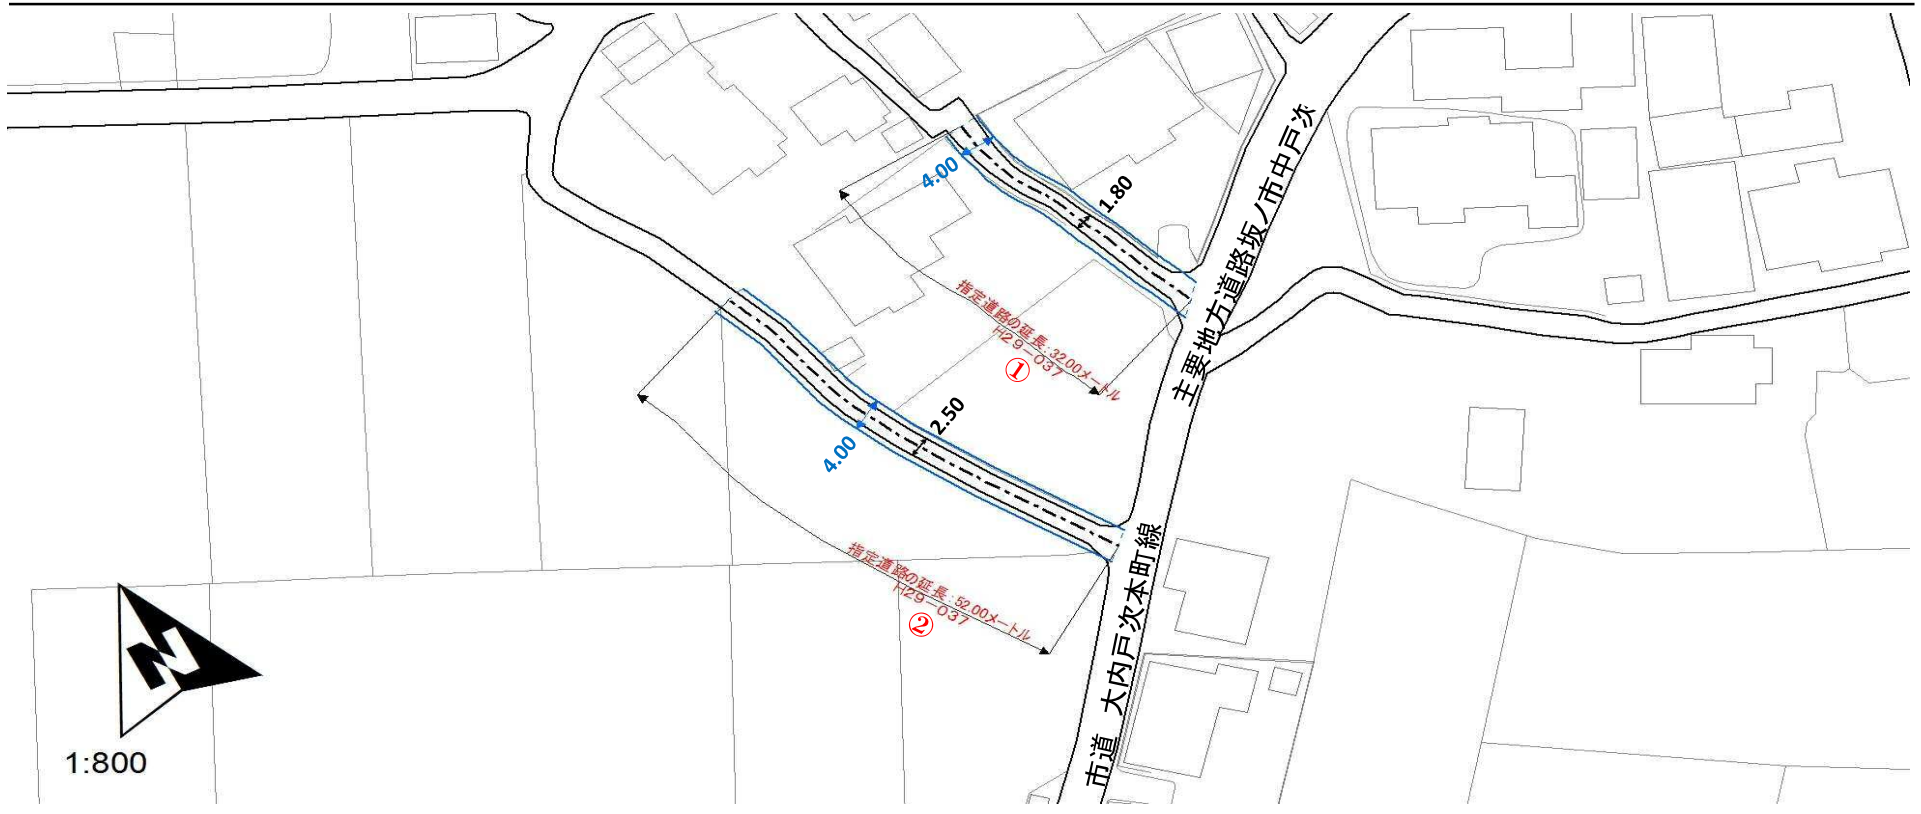 4.00
1.80
指定道路の延長：32.00メートル
H29-037
①
主要地方道路坂ノ市中戸次
4.00
2.50
指定道路の延長：52.00メートル
H29-037
②
市道 大内戸次本町線
N
1:800